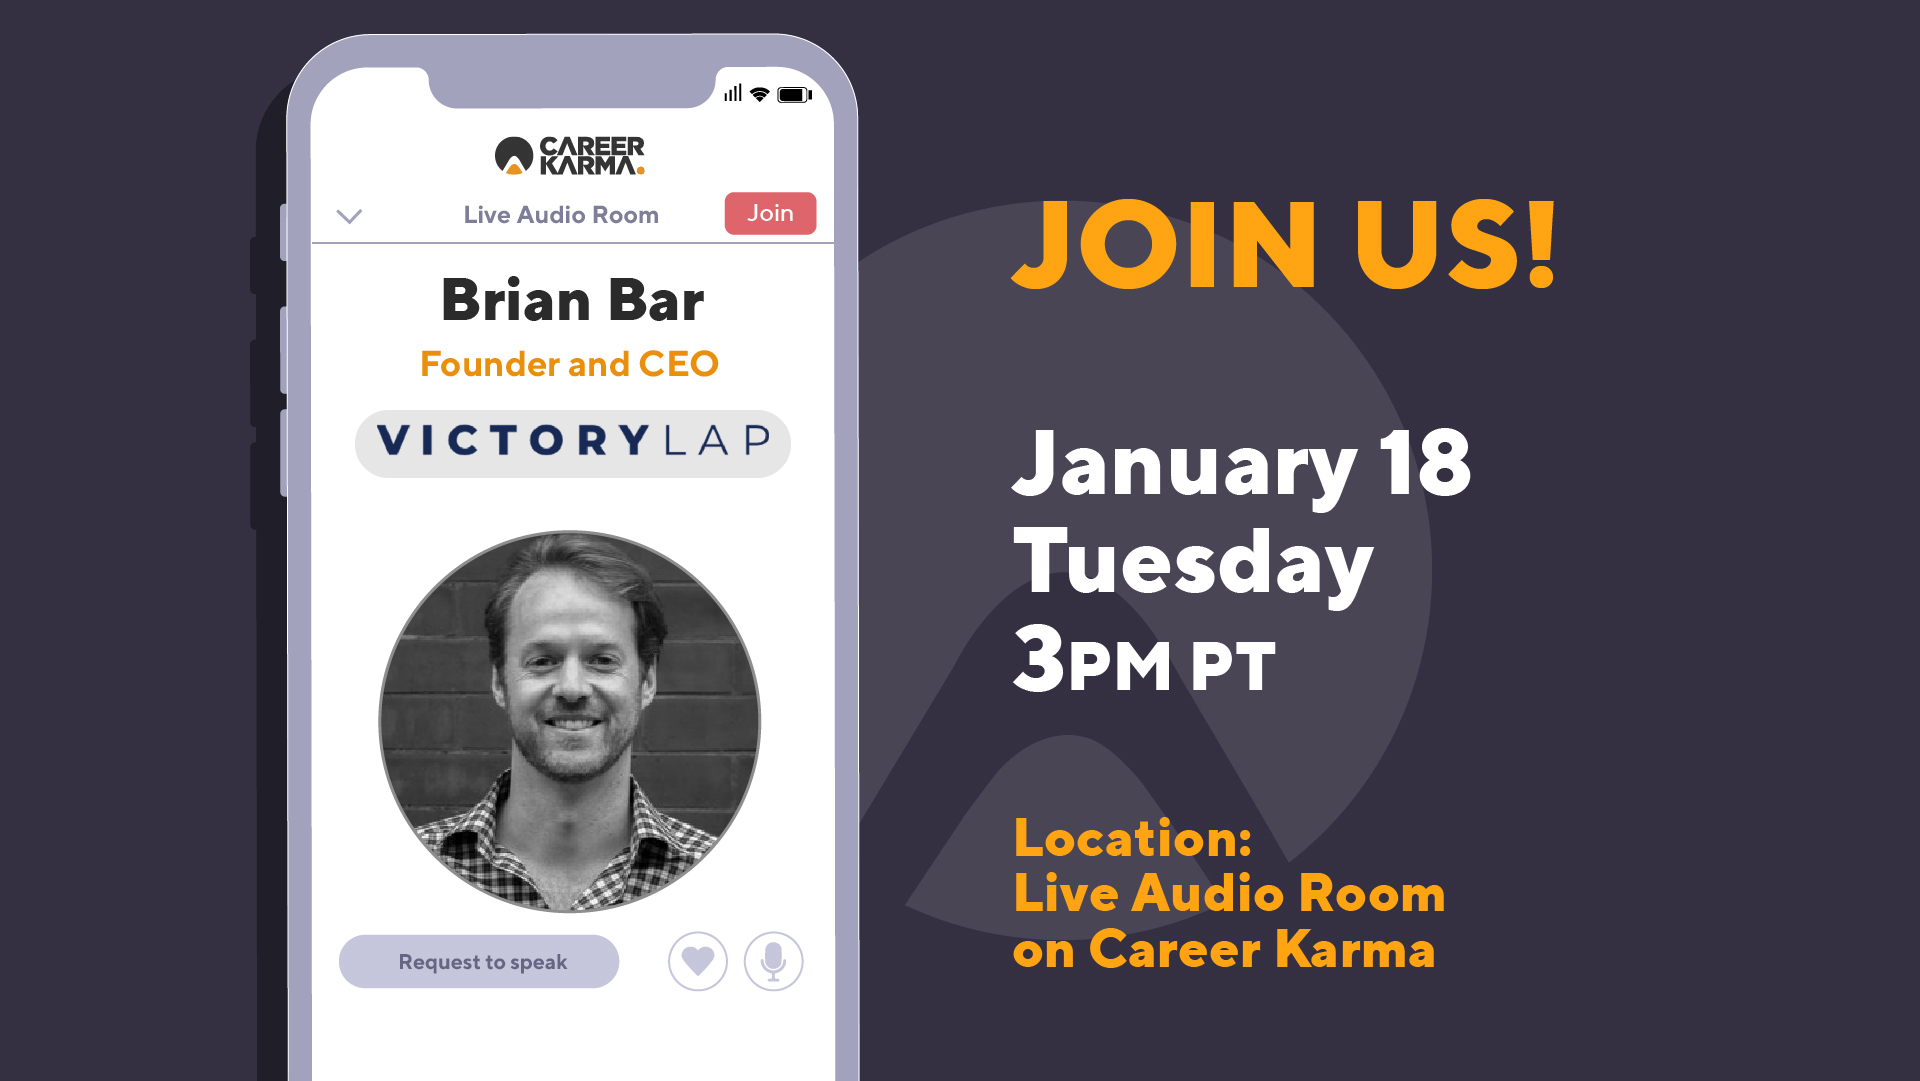 CAREER
KARMA.
Live Audio Room
Join
Brian Bar
Founder and CEO
VICTORYLAP
Request to speak
JOIN US!
January 18
Tuesday
3PM PT
Location:
Live Audio Room
on Career Karma